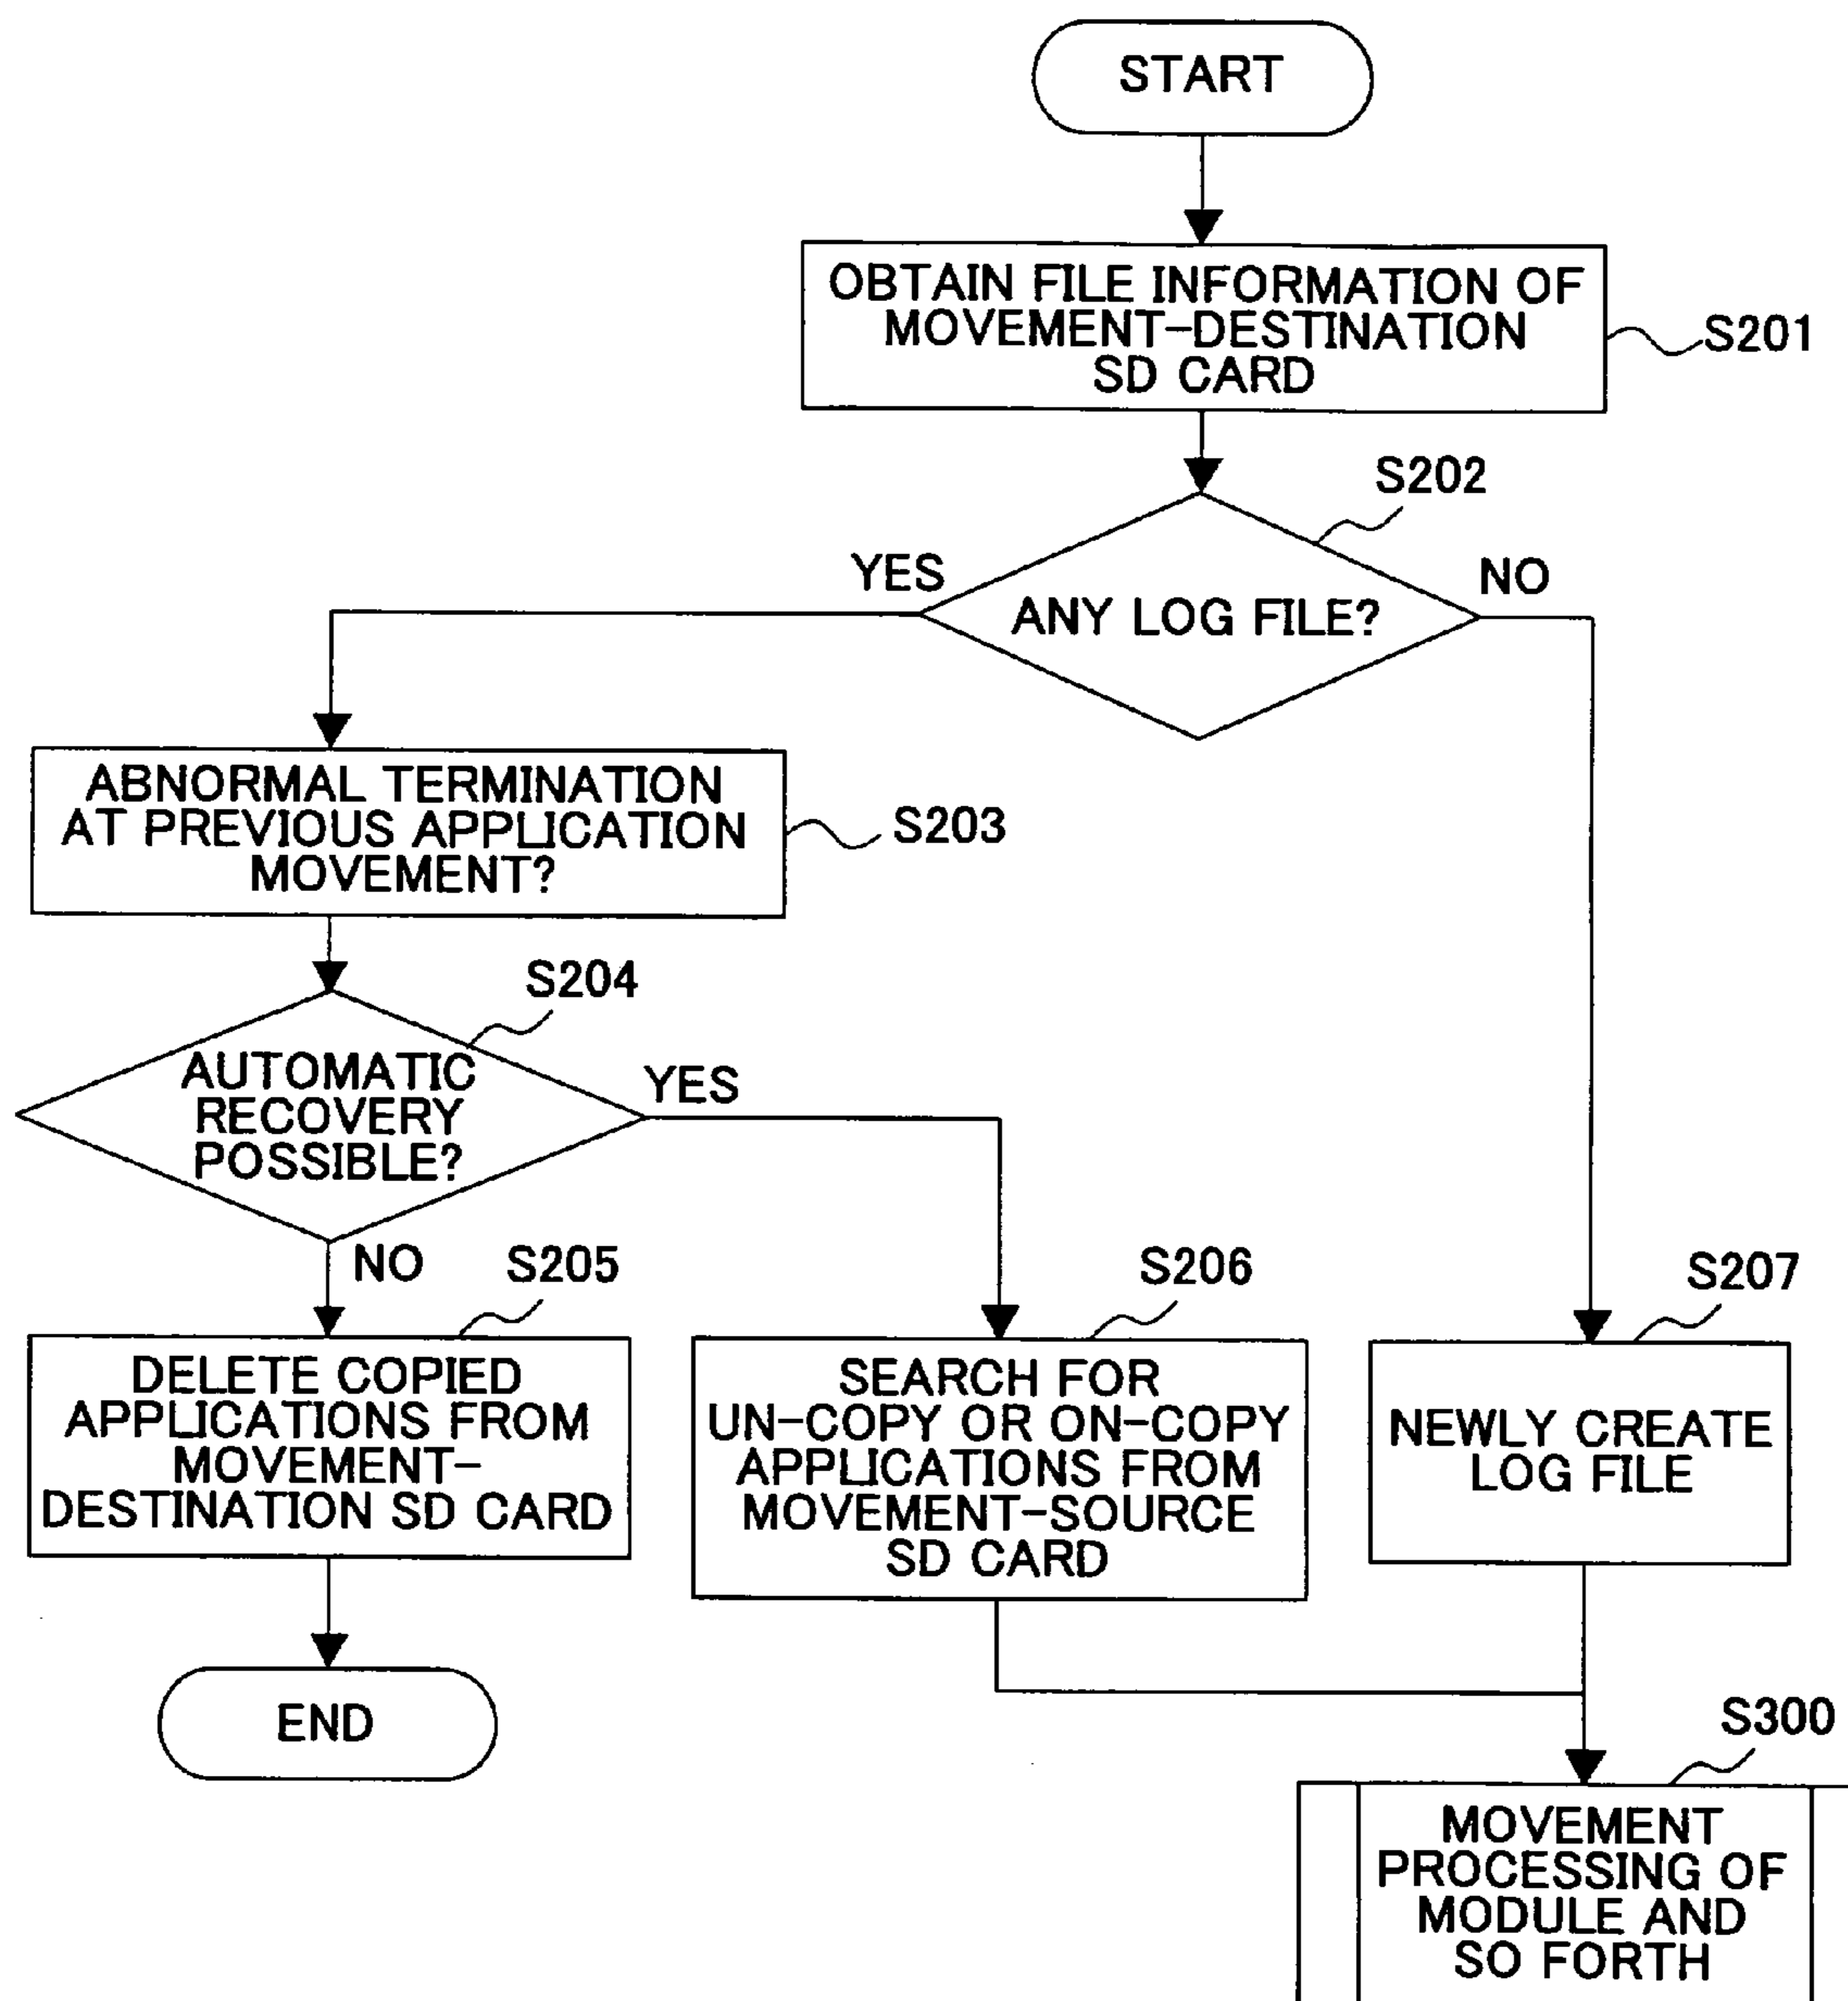 START
OBTAIN FILE INFORMATION OF
MOVEMENT-DESTINATION
SD CARD
S201
S202
YES
NO
ANY LOG FILE?
ABNORMAL TERMINATION
AT PREVIOUS APPLICATION
MOVEMENT?
S203
S204
AUTOMATIC
RECOVERY
POSSIBLE?
YES
NO
S205
DELETE COPIED
APPLICATIONS FROM
MOVEMENT-
DESTINATION SD CARD
END
S206
SEARCH FOR
UN-COPY OR ON-COPY
APPLICATIONS FROM
MOVEMENT-SOURCE
SD CARD
S207
NEWLY CREATE
LOG FILE
S300
MOVEMENT
PROCESSING OF
MODULE AND
SO FORTH